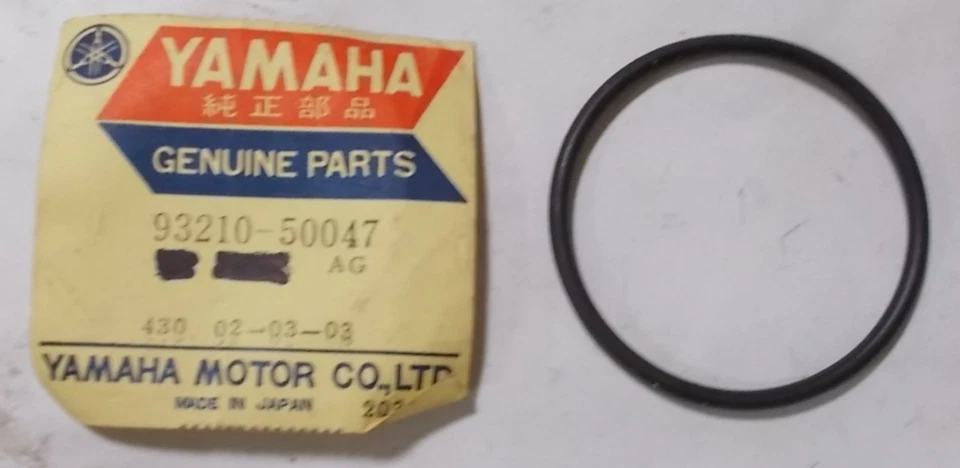 YAMAHA
純正部品
GENUINE PARTS
93210-50047
AG
430 02-03-03
YAMAHA MOTOR CO.,LTD
MADE IN JAPAN